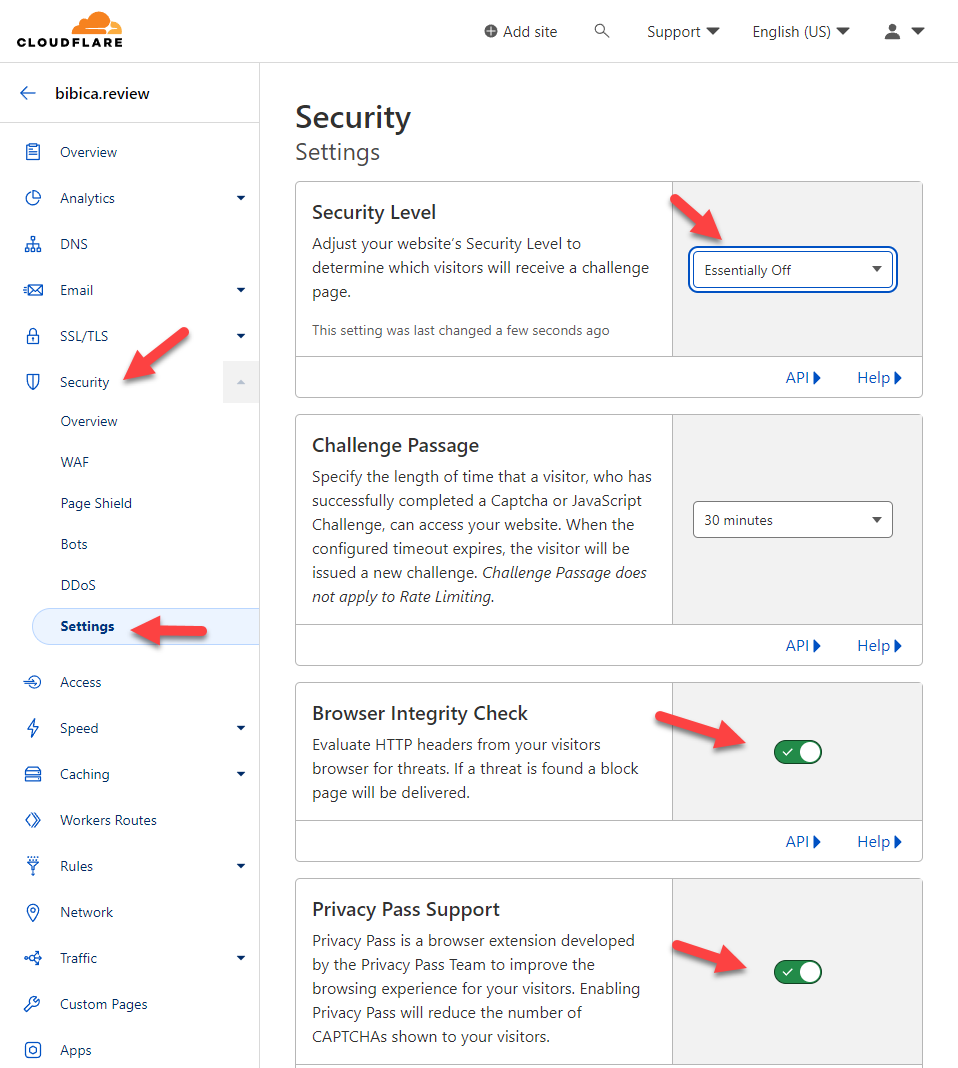 CLOUDFLARE
Add site
Support
English (US)
bibica.review
Overview
Analytics
DNS
Email
SSL/TLS
Security
Overview
WAF
Page Shield
Bots
DDoS
Settings
Access
Speed
Caching
Workers Routes
Rules
Network
Traffic
Custom Pages
Apps
Security
Settings
Security Level
Adjust your website's Security Level to
determine which visitors will receive a challenge
page.
This setting was last changed a few seconds ago
Essentially Off
API
Help
Challenge Passage
Specify the length of time that a visitor, who has
successfully completed a Captcha or JavaScript
Challenge, can access your website. When the
configured timeout expires, the visitor will be
issued a new challenge. Challenge Passage does
not apply to Rate Limiting.
30 minutes
API
Help
Browser Integrity Check
Evaluate HTTP headers from your visitors
browser for threats. If a threat is found a block
page will be delivered.
API
Help
Privacy Pass Support
Privacy Pass is a browser extension developed
by the Privacy Pass Team to improve the
browsing experience for your visitors. Enabling
Privacy Pass will reduce the number of
CAPTCHAs shown to your visitors.